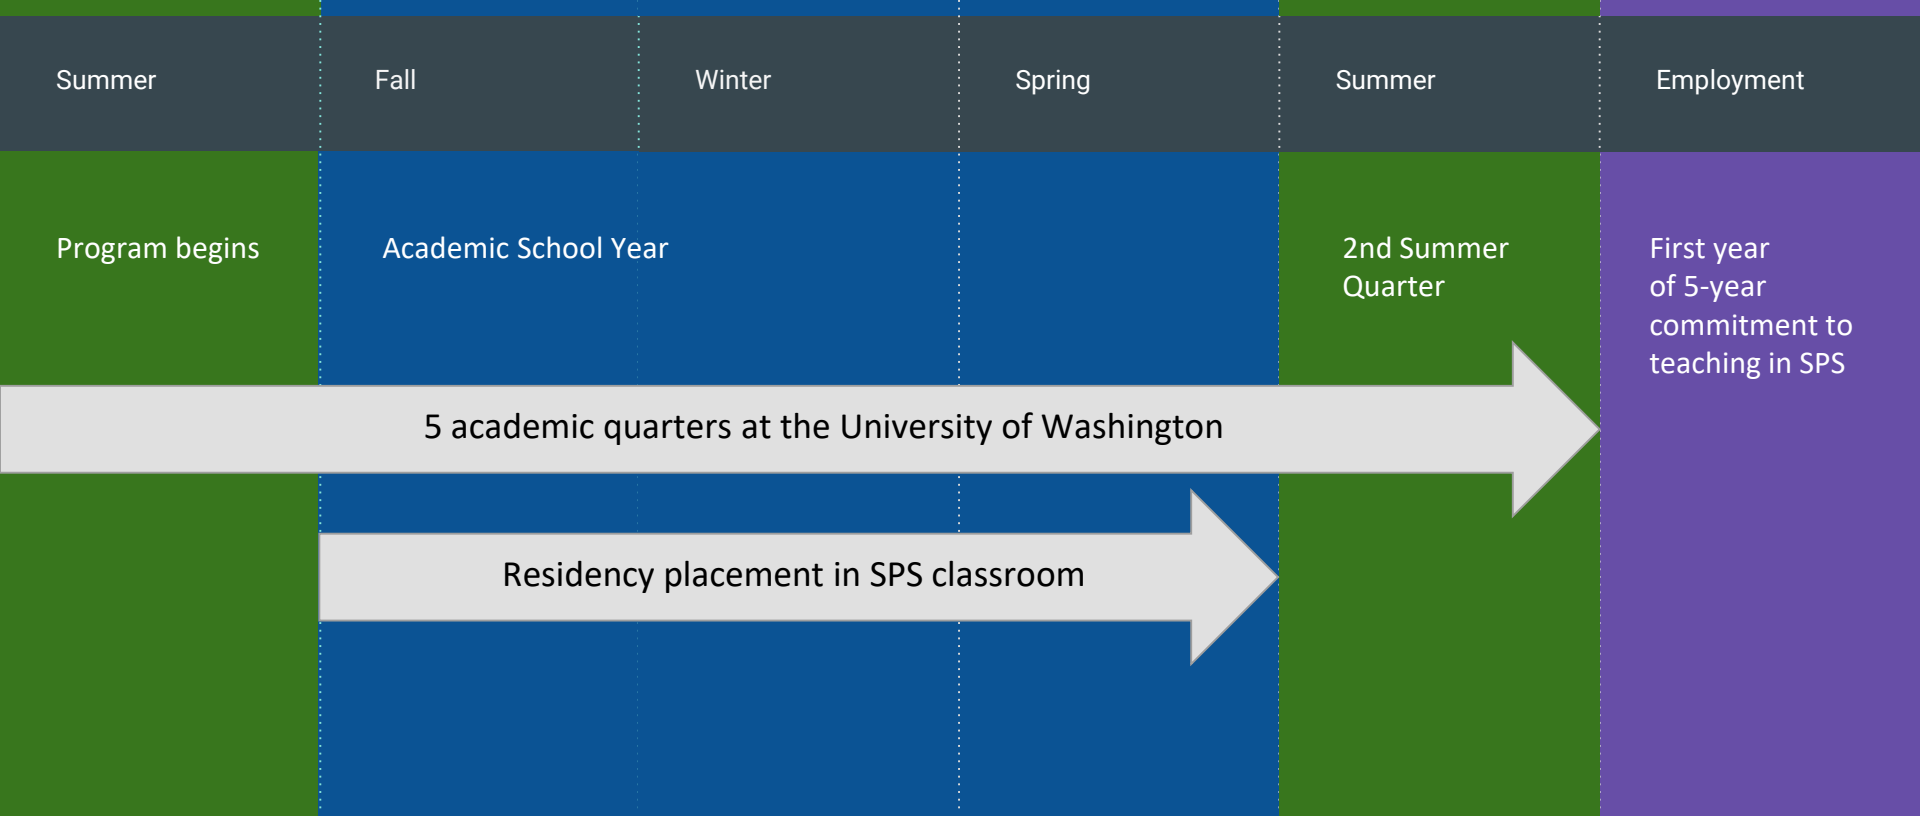 Summer
Fall
Winter
Spring
Summer
Employment
Program begins
Academic School Year
2nd Summer
Quarter
First year
of 5-year
commitment to
teaching in SPS
5 academic quarters at the University of Washington
Residency placement in SPS classroom